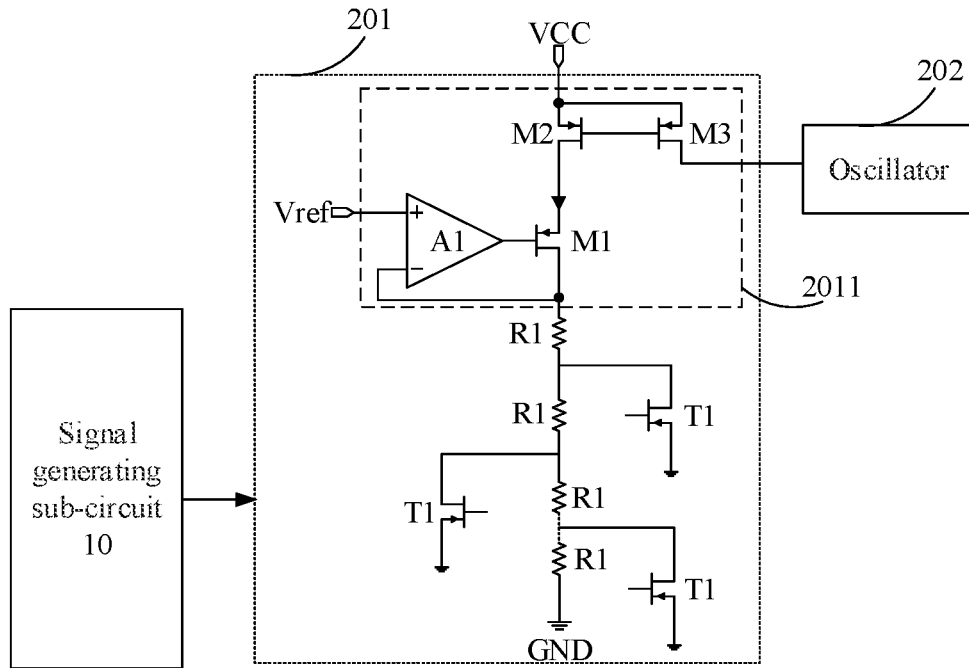 201
VCC
202
M2
M3
Oscillator
Vref
+
A1
M1
−
2011
R1
R1
T1
Signal
generating
sub-circuit
10
T1
R1
R1
T1
GND